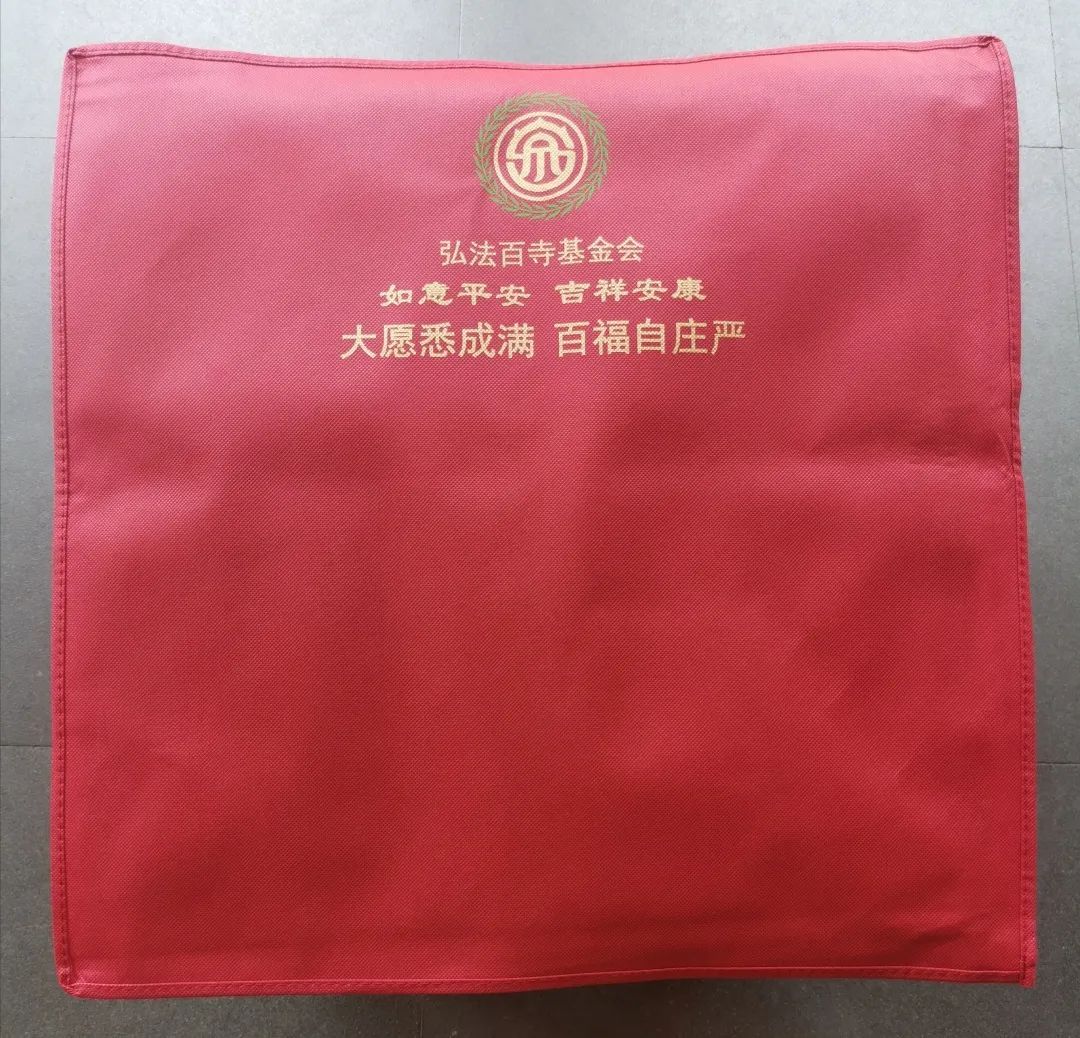 弘法百寺基金会
如意平安 吉祥安康
大愿悉成满 百福自庄严